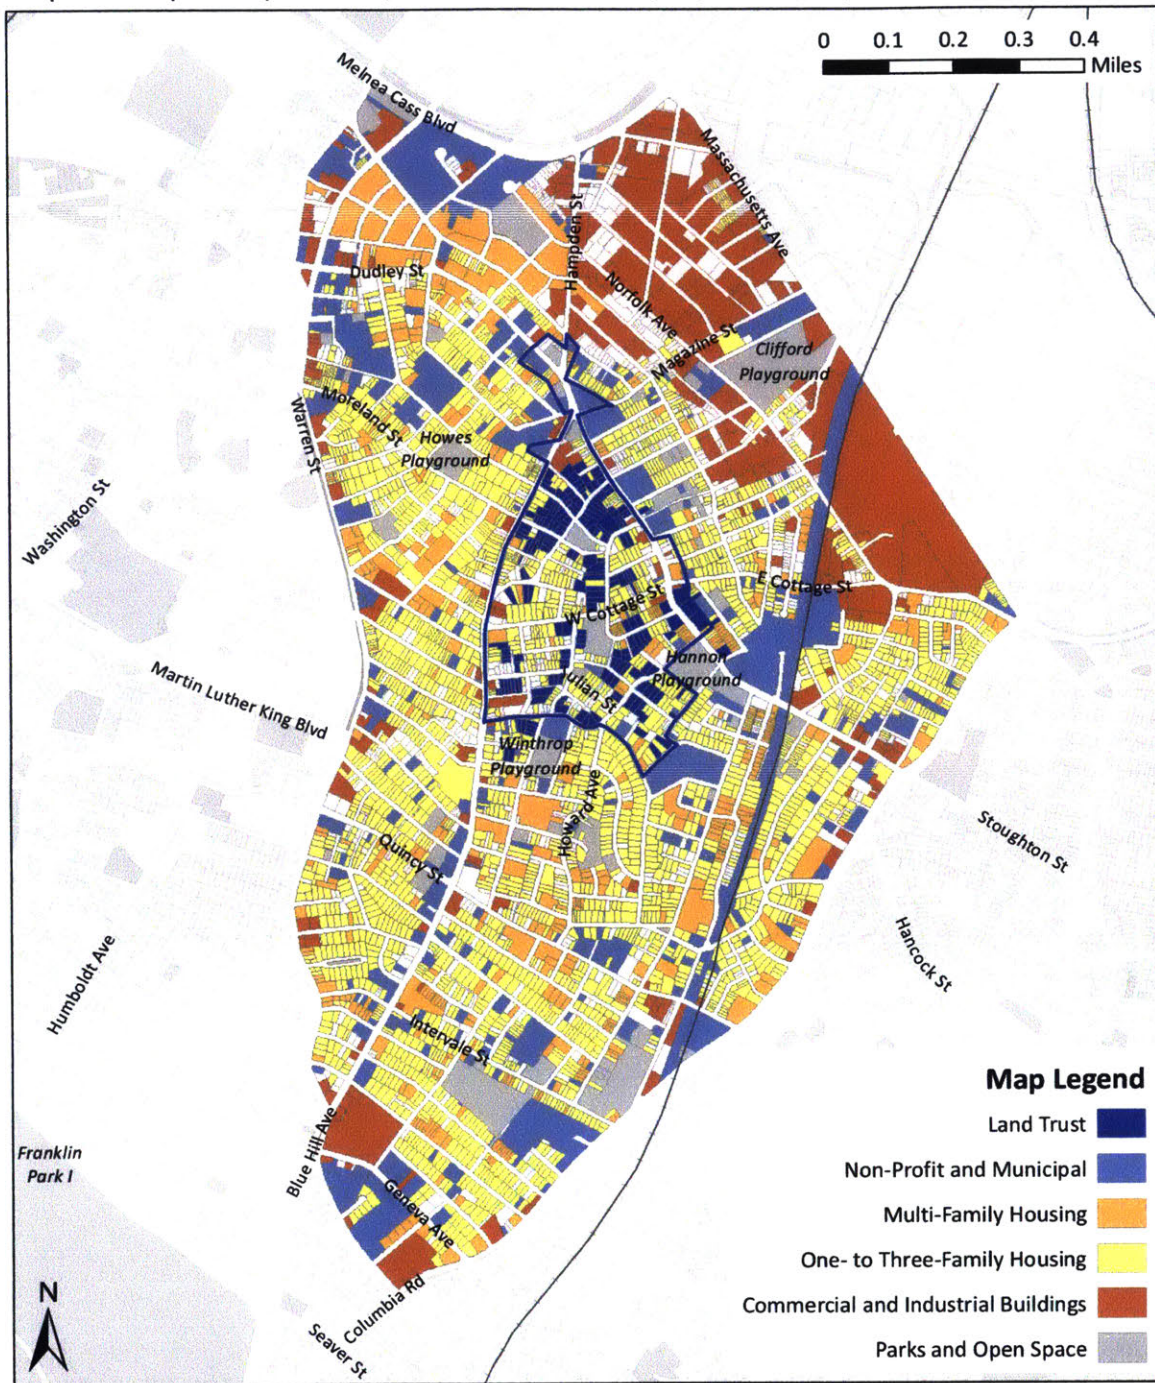 0 0.1 0.2 0.3 0.4
Miles
Melnea Cass Blvd
Massachusetts Ave
Hampden St
Dudley St
Norfolk Ave
Magazine St
Clifford
Playground
Moreland St
Warren St
Howes
Playground
Washington St
E Cottage St
W Cottage St
Hannon
Playground
Julian St
Martin Luther King Blvd
Winthrop
Playground
Howard Ave
Quincy St
Stoughton St
Humboldt Ave
Hancock St
Intervale St
Blue Hill Ave
Franklin
Park I
Geneva Ave
Columbia Rd
Seaver St
N
Map Legend
Land Trust
Non-Profit and Municipal
Multi-Family Housing
One- to Three-Family Housing
Commercial and Industrial Buildings
Parks and Open Space